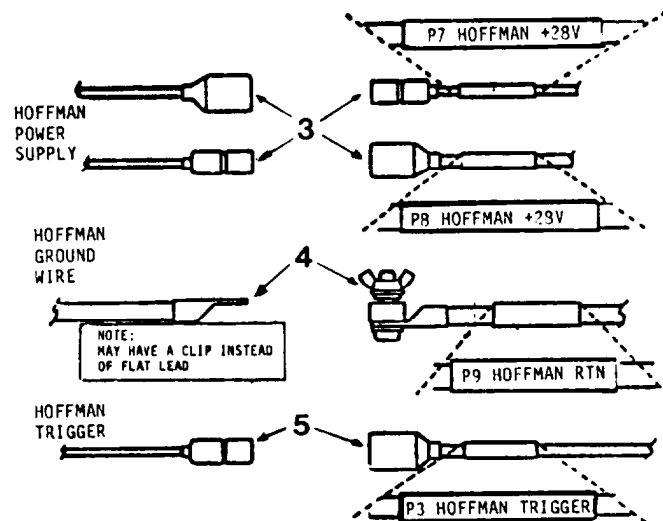 P7 HOFFMAN +28V
HOFFMAN
POWER
SUPPLY
3
P8 HOFFMAN +28V
HOFFMAN
GROUND
WIRE
4
NOTE:
MAY HAVE A CLIP INSTEAD
OF FLAT LEAD
P9 HOFFMAN RTN
HOFFMAN
TRIGGER
5
P3 HOFFMAN TRIGGER